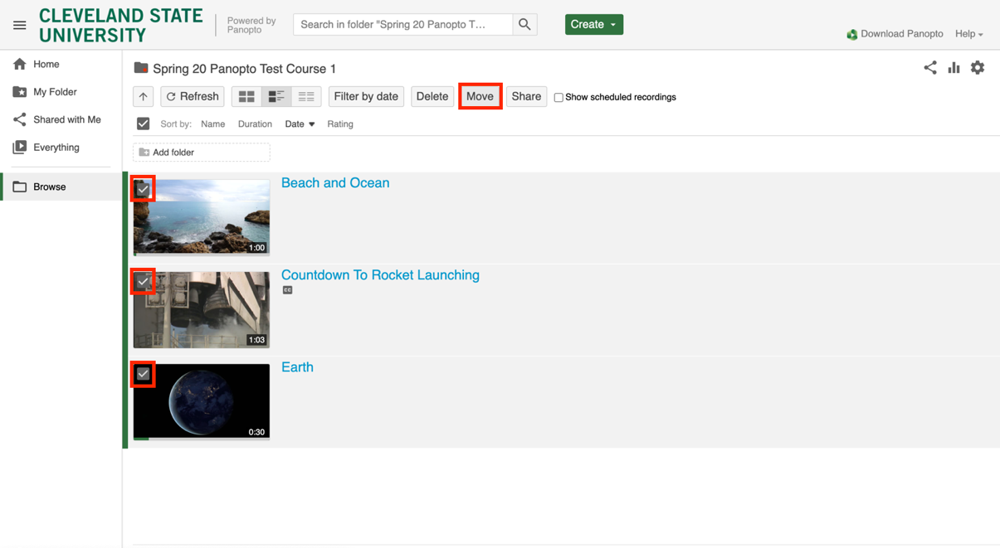 CLEVELAND STATE
UNIVERSITY
Powered by
Panopto
Search in folder "Spring 20 Panopto T...
Create
Download Panopto
Help
Home
My Folder
Shared with Me
Everything
Browse
Spring 20 Panopto Test Course 1
Refresh
Filter by date
Delete
Move
Share
Show scheduled recordings
Sort by: Name Duration Date Rating
Add folder
Beach and Ocean
1:00
Countdown To Rocket Launching
CC
1:03
Earth
0:30